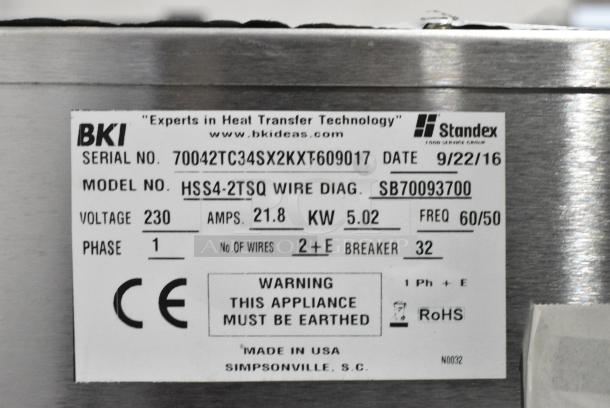 BKI "Experts in Heat Transfer Technology" Standex
www.bkideas.com FOOD SERVICE GROUP
SERIAL NO. 70042TC34SX2KXT-609017 DATE 9/22/16
MODEL NO. HSS4-2TSQ WIRE DIAG. SB70093700
VOLTAGE 230 AMPS. 21.8 KW 5.02 FREQ 60/50
PHASE 1 No. OF WIRES 2+E BREAKER 32
CE
WARNING
THIS APPLIANCE
MUST BE EARTHED
1 Ph + E
RoHS
MADE IN USA
SIMPSONVILLE, S.C.
N0032